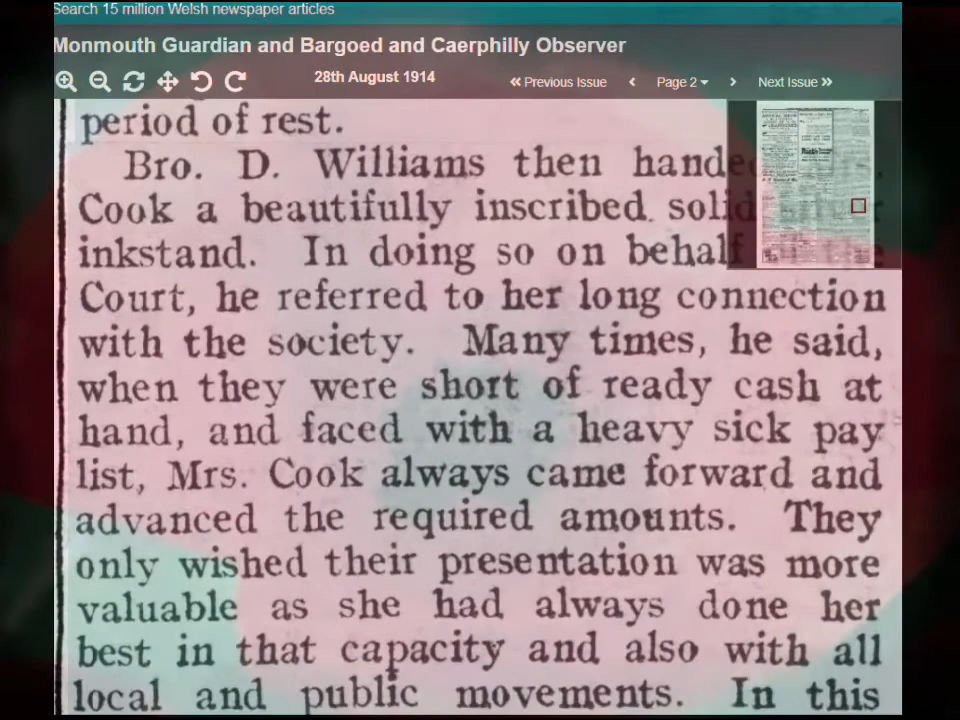 Search 15 million Welsh newspaper articles
Monmouth Guardian and Bargoed and Caerphilly Observer
28th August 1914
Previous Issue
Page 2
Next Issue
period of rest.
Bro. D. Williams then handed
Cook a beautifully inscribed solid
inkstand. In doing so on behalf
Court, he referred to her long connection
with the society. Many times, he said,
when they were short of ready cash at
hand, and faced with a heavy sick pay
list, Mrs. Cook always came forward and
advanced the required amounts. They
only wished their presentation was more
valuable as she had always done her
best in that capacity and also with all
local and public movements. In this